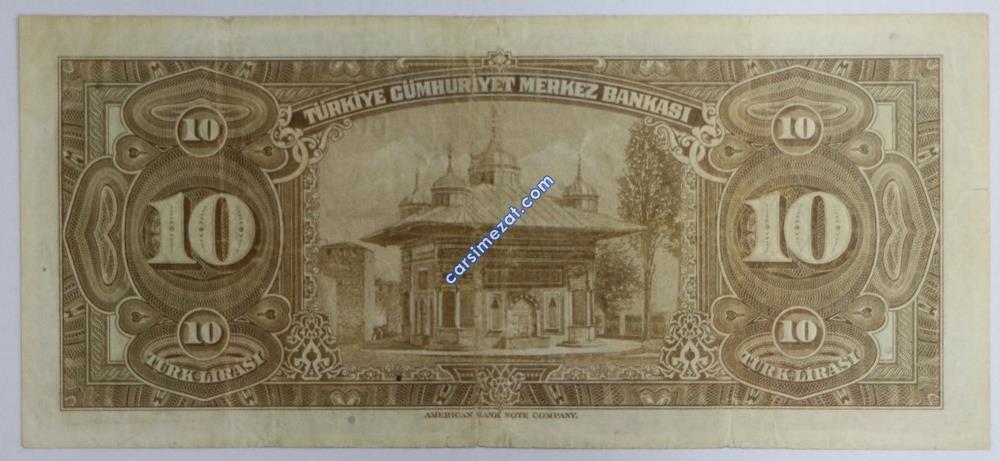 TÜRKİYE CÜMHURİYET MERKEZ BANKASI
10
10
10
10
carsimezat.com
10
10
TÜRK LİRASI
TÜRK LİRASI
AMERICAN BANK NOTE COMPANY.